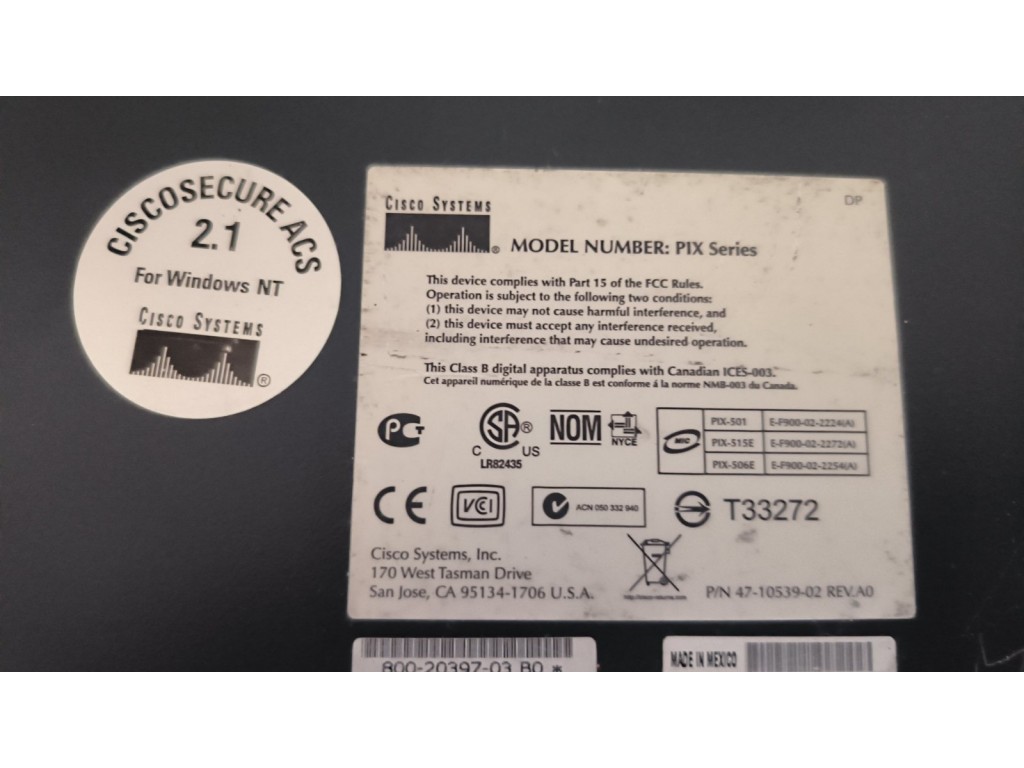 CISCOSECURE ACS
2.1
For Windows NT
CISCO SYSTEMS
®
DP
CISCO SYSTEMS
® MODEL NUMBER: PIX Series
This device complies with Part 15 of the FCC Rules.
Operation is subject to the following two conditions:
(1) this device may not cause harmful interference, and
(2) this device must accept any interference received,
including interference that may cause undesired operation.
This Class B digital apparatus complies with Canadian ICES-003.
Cet appareil numérique de la classe B est conforme á la norme NMB-003 du Canada.
SA®
C US
LR82435
NOM
NYCE
MIC
PIX-501 E-F900-02-2224(A)
PIX-515E E-F900-02-2272(A)
PIX-506E E-F900-02-2254(A)
CE
VCI
ACN 050 332 940
T33272
Cisco Systems, Inc.
170 West Tasman Drive
San Jose, CA 95134-1706 U.S.A.
P/N 47-10539-02 REV.A0
800-20397-03 B0 *
MADE IN MEXICO